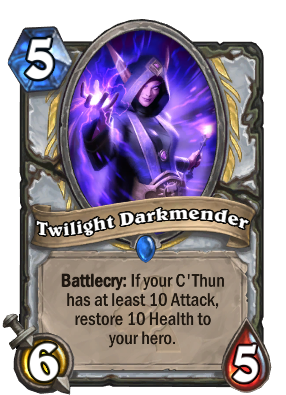 5
Twilight Darkmender
Battlecry: If your C'Thun
has at least 10 Attack,
restore 10 Health to
your hero.
6
5